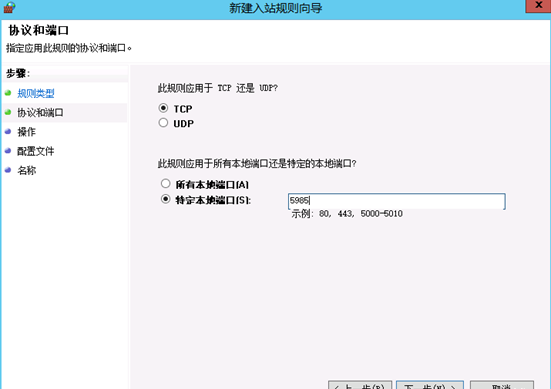 新建入站规则向导
x
协议和端口
指定应用此规则的协议和端口。
步骤:
规则类型
协议和端口
操作
配置文件
名称
此规则应用于 TCP 还是 UDP?
TCP
UDP
此规则应用于所有本地端口还是特定的本地端口?
所有本地端口(A)
特定本地端口(S):
5985
示例: 80, 443, 5000-5010
< 上一步(B)
下一步(N) >
取消